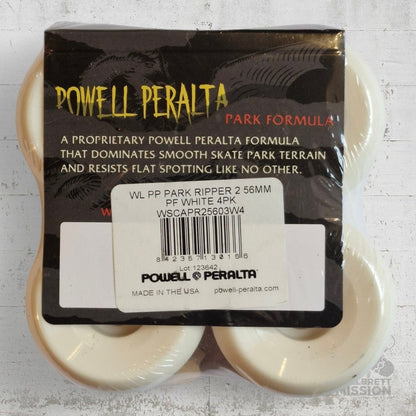 POWELL PERALTA
PARK FORMULA
A PROPRIETARY POWELL PERALTA FORMULA
THAT DOMINATES SMOOTH SKATE PARK TERRAIN
AND RESISTS FLAT SPOTTING LIKE NO OTHER.
W
WL PP PARK RIPPER 2 56MM
PF WHITE 4PK
WSCAPR25603W4
Lot:123642
POWELL PERALTA
MADE IN THE USA powell-peralta.com
MISSION